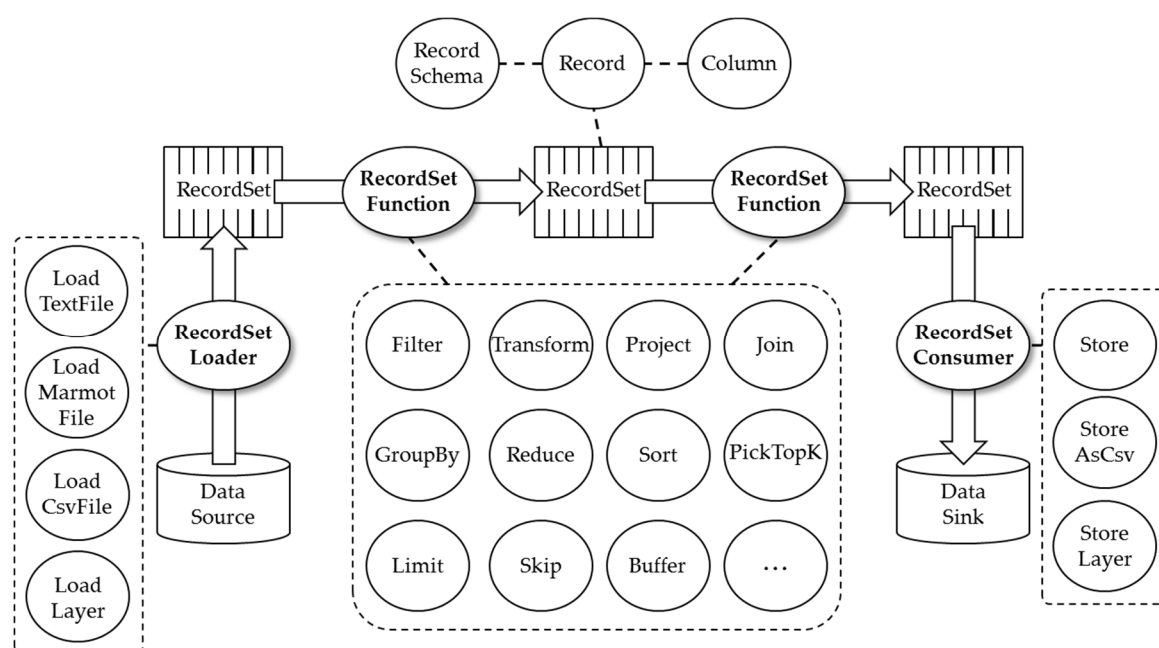 Record
Schema
Record
Column
RecordSet
RecordSet
Function
RecordSet
RecordSet
Function
RecordSet
Load
TextFile
Load
Marmot
File
Load
CsvFile
Load
Layer
RecordSet
Loader
Data
Source
Filter
Transform
Project
Join
GroupBy
Reduce
Sort
PickTopK
Limit
Skip
Buffer
...
RecordSet
Consumer
Data
Sink
Store
Store
AsCsv
Store
Layer